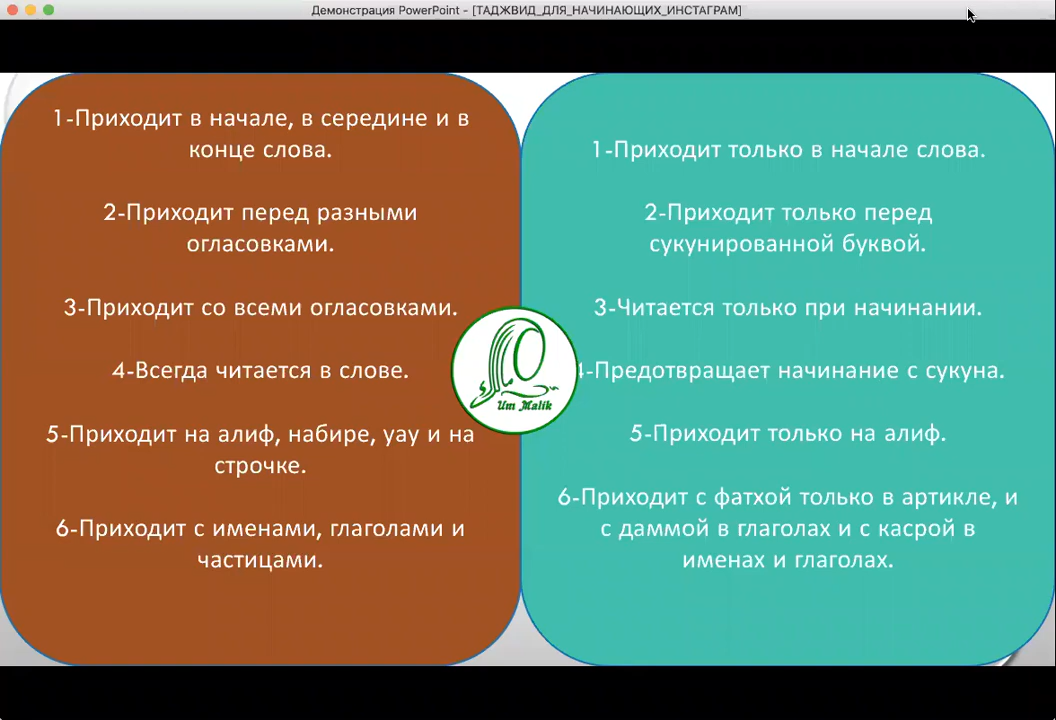 Демонстрация PowerPoint - [ТАДЖВИД_ДЛЯ_НАЧИНАЮЩИХ_ИНСТАГРАМ]
1-Приходит в начале, в середине и в
конце слова.
2-Приходит перед разными
огласовками.
3-Приходит со всеми огласовками.
4-Всегда читается в слове.
5-Приходит на алиф, набире, уау и на
строчке.
6-Приходит с именами, глаголами и
частицами.
1-Приходит только в начале слова.
2-Приходит только перед
сукунированной буквой.
3-Читается только при начинании.
4-Предотвращает начинание с сукуна.
5-Приходит только на алиф.
6-Приходит с фатхой только в артикле, и
с даммой в глаголах и с касрой в
именах и глаголах.
Um Malik